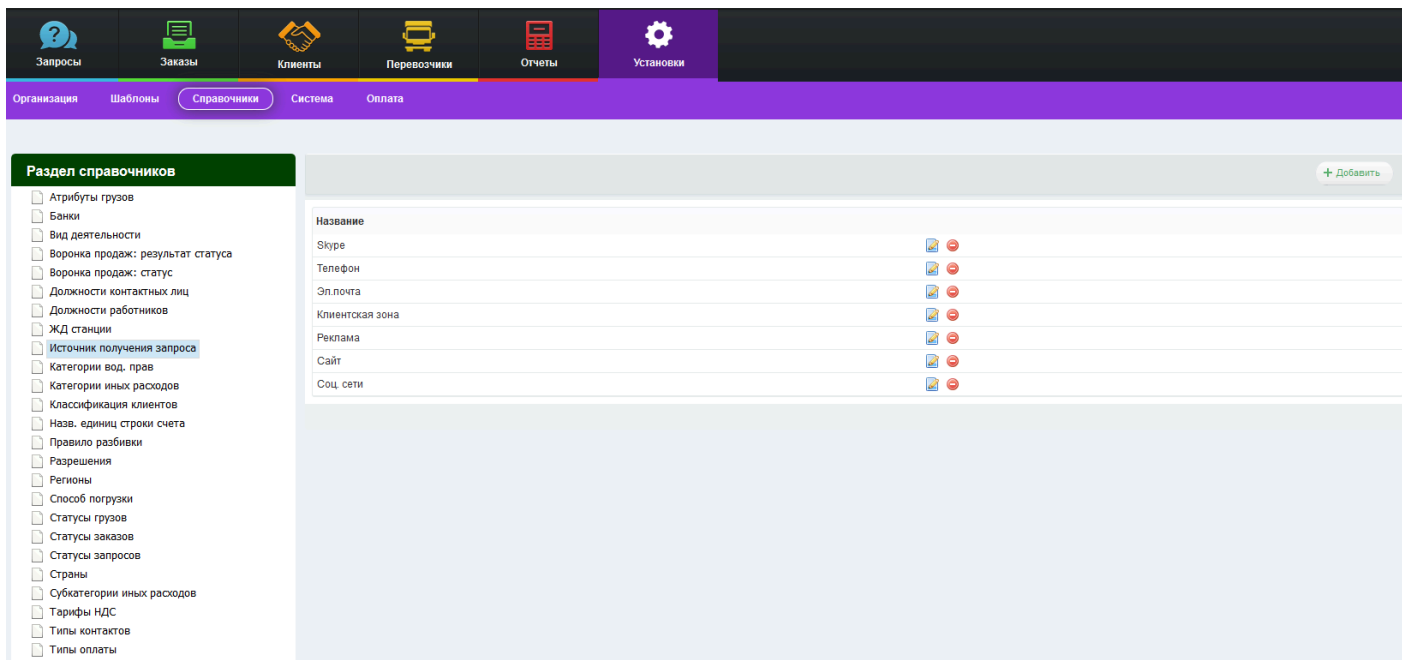 Запросы Заказы Клиенты Перевозчики Отчеты Установки
Организация Шаблоны Справочники Система Оплата
Раздел справочников
+ Добавить
Атрибуты грузов
Банки
Вид деятельности
Воронка продаж: результат статуса
Воронка продаж: статус
Должности контактных лиц
Должности работников
ЖД станции
Источник получения запроса
Категории вод. прав
Категории иных расходов
Классификация клиентов
Назв. единиц строки счета
Правило разбивки
Разрешения
Регионы
Способ погрузки
Статусы грузов
Статусы заказов
Статусы запросов
Страны
Субкатегории иных расходов
Тарифы НДС
Типы контактов
Типы оплаты
Название
Skype
Телефон
Эл.почта
Клиентская зона
Реклама
Сайт
Соц. сети